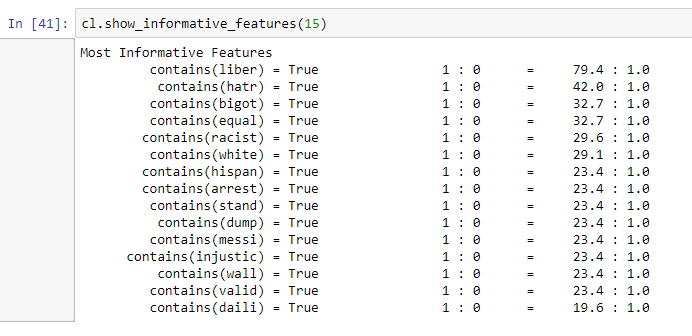 In [41]: cl.show_informative_features(15)
Most Informative Features
contains(liber) = True 1 : 0 = 79.4 : 1.0
contains(hatr) = True 1 : 0 = 42.0 : 1.0
contains(bigot) = True 1 : 0 = 32.7 : 1.0
contains(equal) = True 1 : 0 = 32.7 : 1.0
contains(racist) = True 1 : 0 = 29.6 : 1.0
contains(white) = True 1 : 0 = 29.1 : 1.0
contains(hispan) = True 1 : 0 = 23.4 : 1.0
contains(arrest) = True 1 : 0 = 23.4 : 1.0
contains(stand) = True 1 : 0 = 23.4 : 1.0
contains(dump) = True 1 : 0 = 23.4 : 1.0
contains(messi) = True 1 : 0 = 23.4 : 1.0
contains(injustic) = True 1 : 0 = 23.4 : 1.0
contains(wall) = True 1 : 0 = 23.4 : 1.0
contains(valid) = True 1 : 0 = 23.4 : 1.0
contains(daili) = True 1 : 0 = 19.6 : 1.0